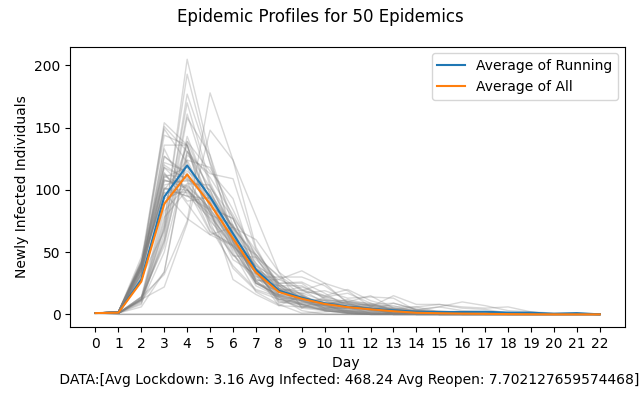 Epidemic Profiles for 50 Epidemics
Average of Running
Average of All
Newly Infected Individuals
200
150
100
50
0
0 1 2 3 4 5 6 7 8 9 10 11 12 13 14 15 16 17 18 19 20 21 22
Day
DATA:[Avg Lockdown: 3.16 Avg Infected: 468.24 Avg Reopen: 7.702127659574468]